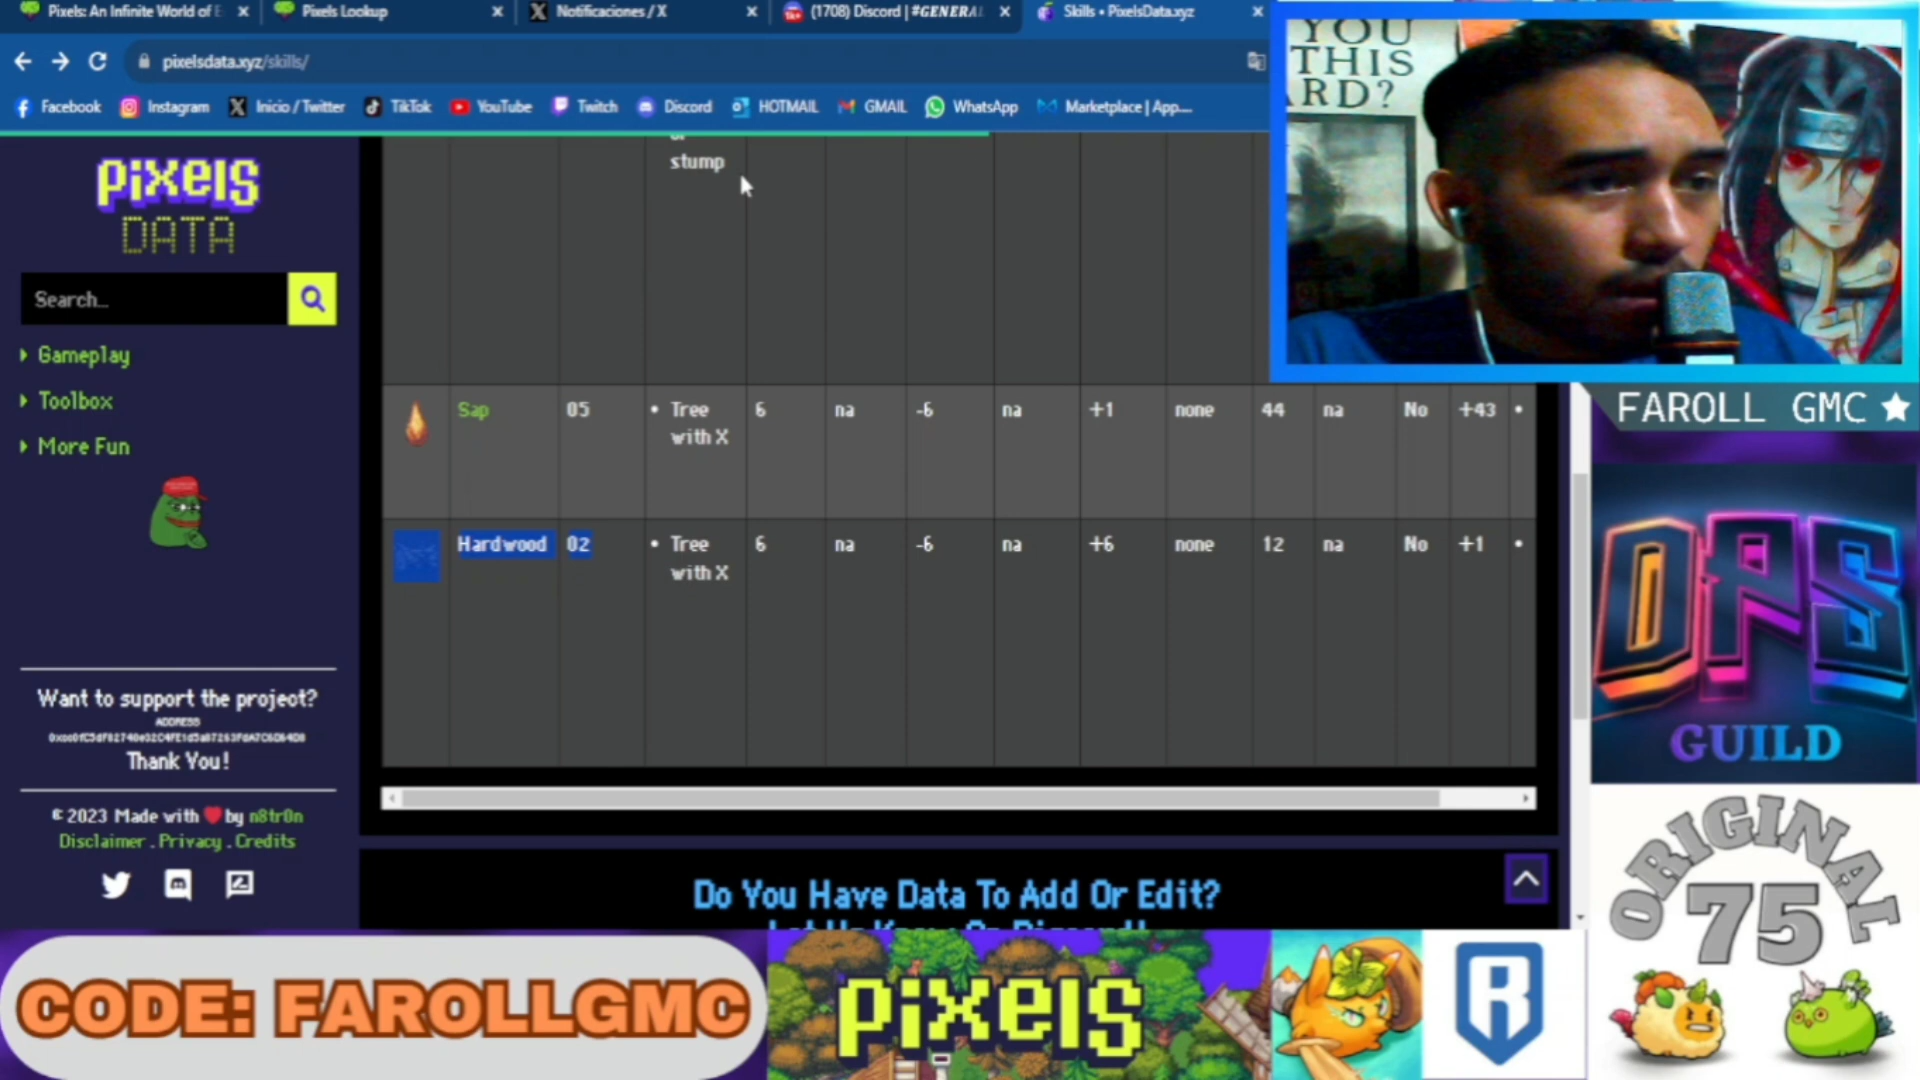 Pixels: An Infinite World of
Pixels Lookup
Notificaciones / X
(1708) Discord | #GENERAL
Skills • PixelsData.xyz
pixelsdata.xyz/skills/
Facebook
Instagram
Inicio / Twitter
TikTok
YouTube
Twitch
Discord
HOTMAIL
GMAIL
WhatsApp
Marketplace | App....
YOU
THIS
ARD?
pixels
DATA
Search...
Gameplay
Toolbox
More Fun
Want to support the project?
ADDRESS
Thank You!
© 2023 Made with ❤ by n8tr0n
Disclaimer . Privacy . Credits
stump
Sap 05 • Tree with X 6 na -6 na +1 none 44 na No +43 •
Hardwood 02 • Tree with X 6 na -6 na +6 none 12 na No +1 •
Do You Have Data To Add Or Edit?
FAROLL GMC ★
GUILD
ORIGINAL
75
CODE: FAROLLGMC
pixels
R